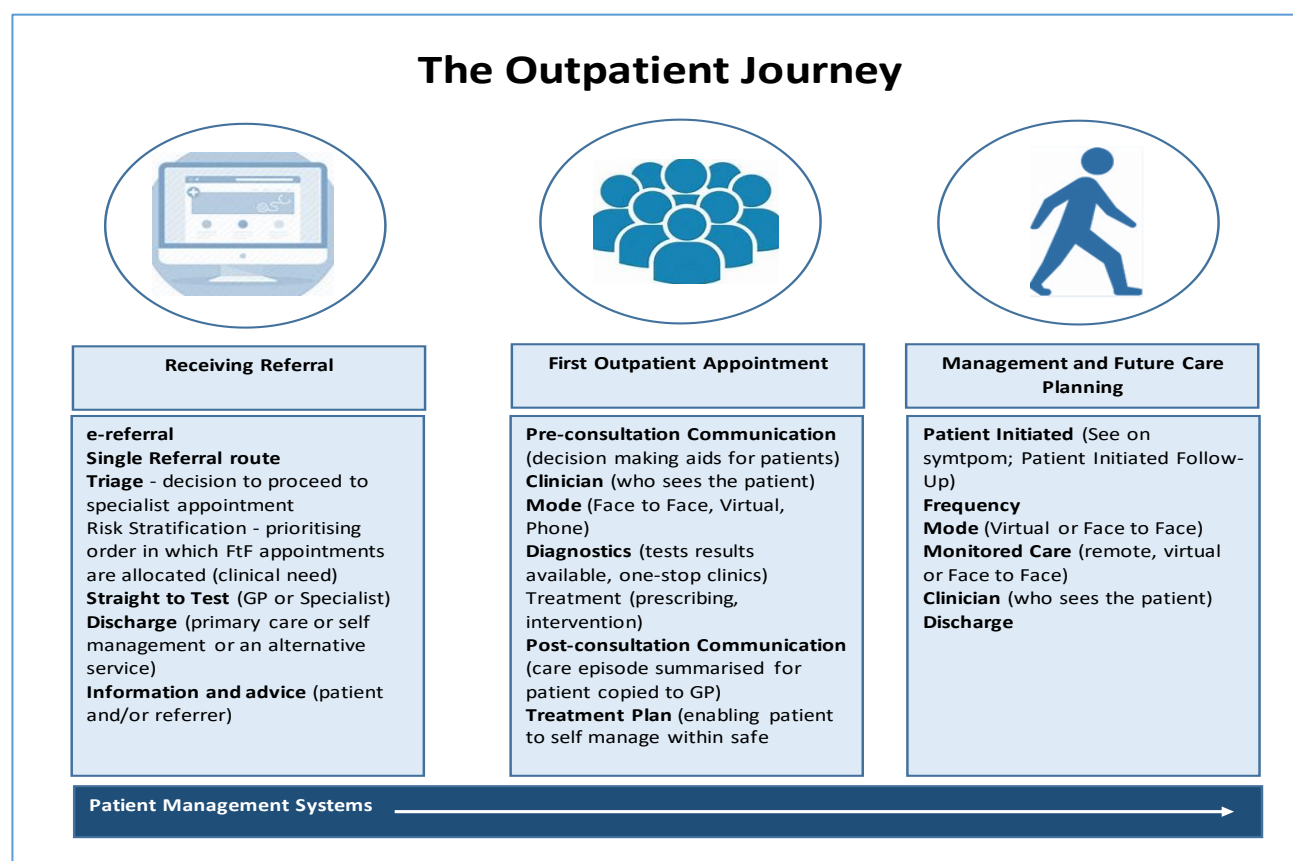 The Outpatient Journey
Receiving Referral
e-referral
Single Referral route
Triage - decision to proceed to
specialist appointment
Risk Stratification - prioritising
order in which FtF appointments
are allocated (clinical need)
Straight to Test (GP or Specialist)
Discharge (primary care or self
management or an alternative
service)
Information and advice (patient
and/or referrer)
First Outpatient Appointment
Pre-consultation Communication
(decision making aids for patients)
Clinician (who sees the patient)
Mode (Face to Face, Virtual,
Phone)
Diagnostics (tests results
available, one-stop clinics)
Treatment (prescribing,
intervention)
Post-consultation Communication
(care episode summarised for
patient copied to GP)
Treatment Plan (enabling patient
to self manage within safe
Management and Future Care
Planning
Patient Initiated (See on
symtpom; Patient Initiated Follow-
Up)
Frequency
Mode (Virtual or Face to Face)
Monitored Care (remote, virtual
or Face to Face)
Clinician (who sees the patient)
Discharge
Patient Management Systems